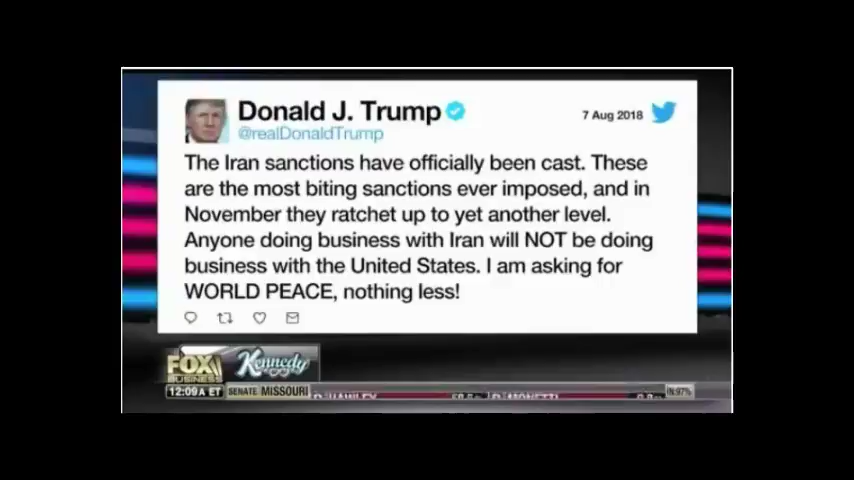 Donald J. Trump
7 Aug 2018
@realDonaldTrump
The Iran sanctions have officially been cast. These
are the most biting sanctions ever imposed, and in
November they ratchet up to yet another level.
Anyone doing business with Iran will NOT be doing
business with the United States. I am asking for
WORLD PEACE, nothing less!
FOX
BUSINESS
Kennedy
12:09A ET
SENATE MISSOURI
IN:97%